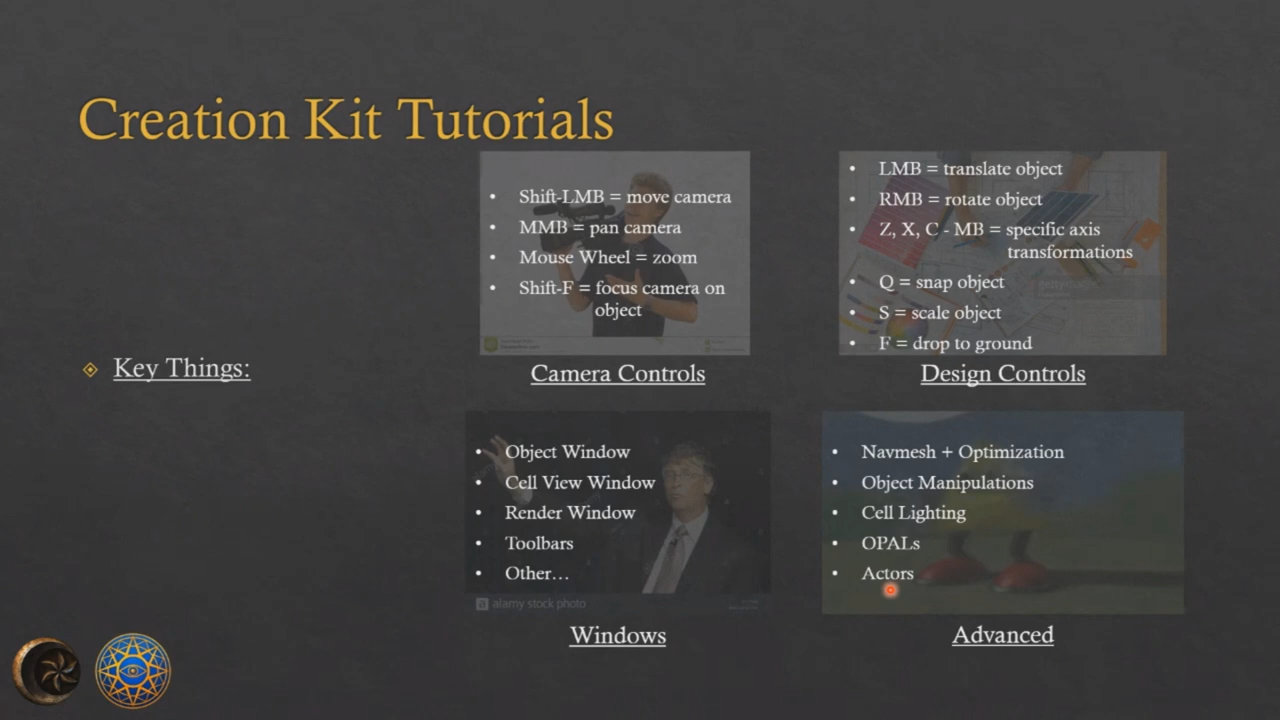 Creation Kit Tutorials
Key Things:
• Shift-LMB = move camera
• MMB = pan camera
• Mouse Wheel = zoom
• Shift-F = focus camera on
object
Camera Controls
• LMB = translate object
• RMB = rotate object
• Z, X, C - MB = specific axis
transformations
• Q = snap object
• S = scale object
• F = drop to ground
Design Controls
• Object Window
• Cell View Window
• Render Window
• Toolbars
• Other…
a alamy stock photo
Windows
• Navmesh + Optimization
• Object Manipulations
• Cell Lighting
• OPALs
• Actors
Advanced